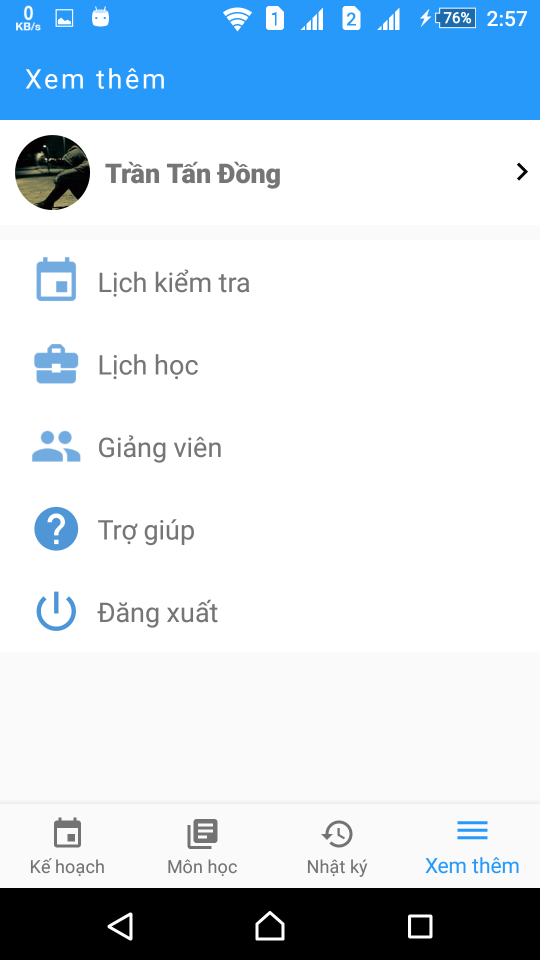 0
KB/s
1
2
76%
2:57
Xem thêm
Trần Tấn Đồng
Lịch kiểm tra
Lịch học
Giảng viên
Trợ giúp
Đăng xuất
Kế hoạch
Môn học
Nhật ký
Xem thêm